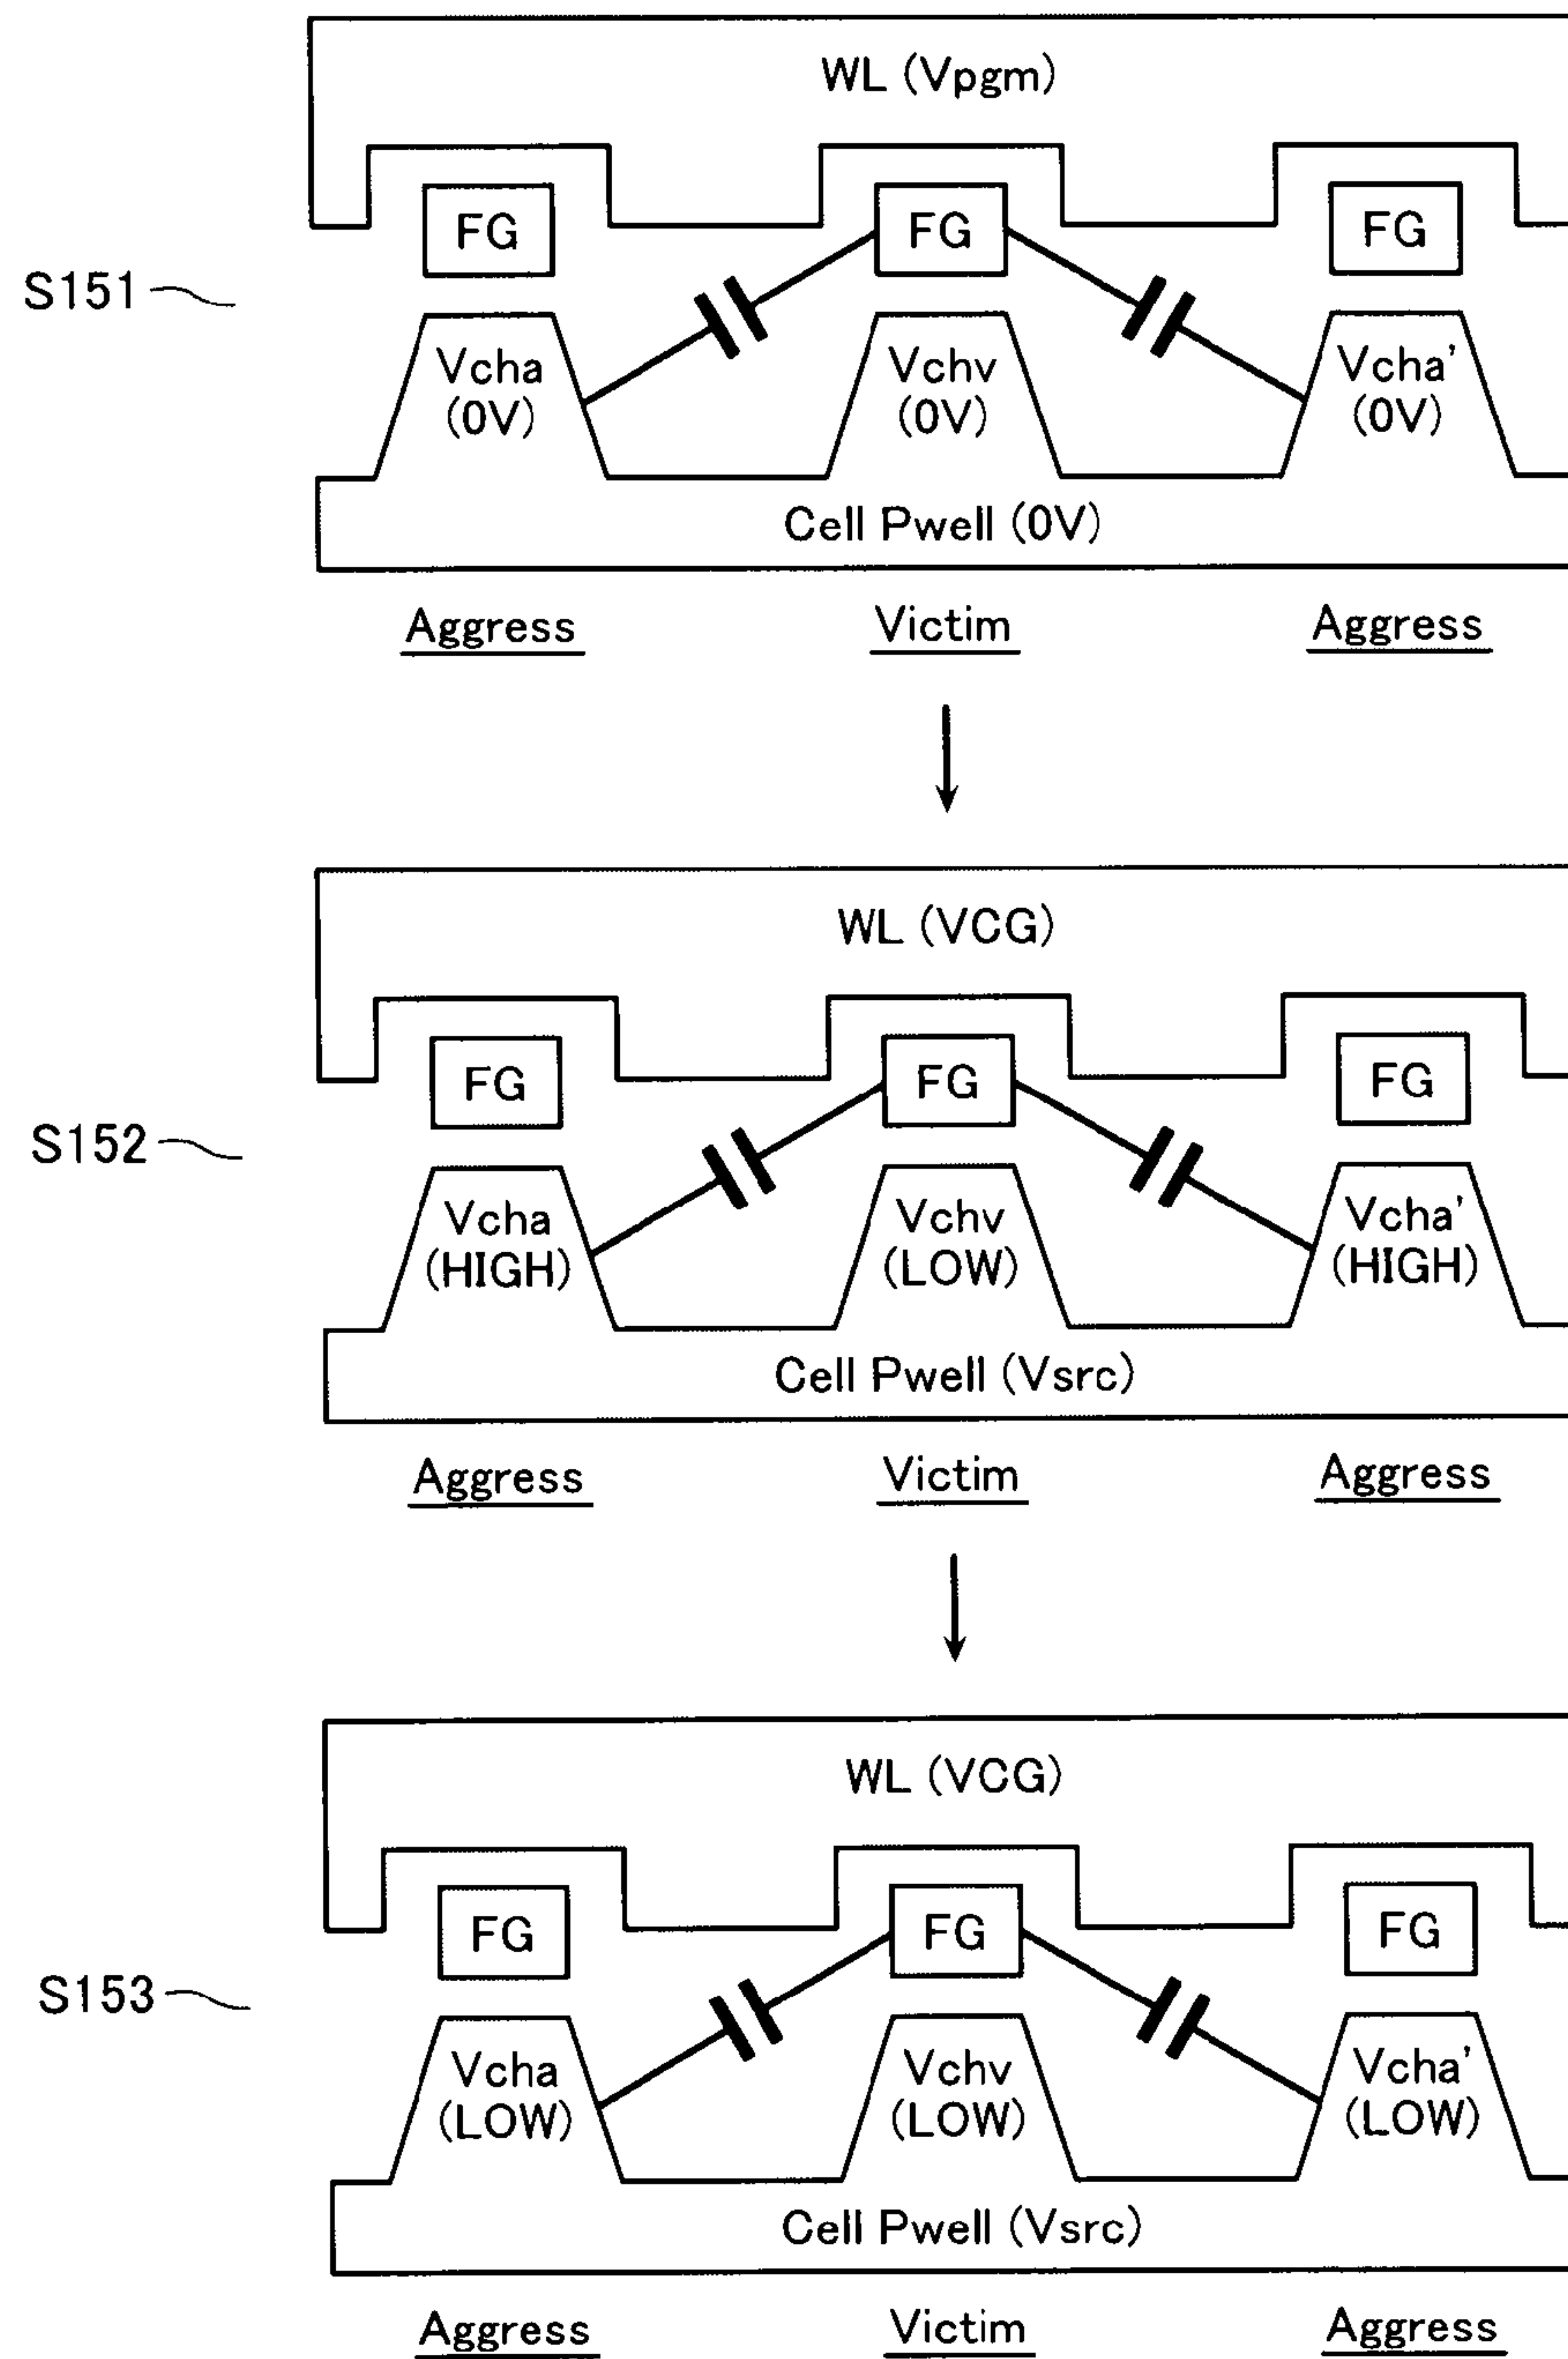 WL (Vpgm)
FG FG FG
S151
Vcha Vchv Vcha'
(0V) (0V) (0V)
Cell Pwell (0V)
Aggress Victim Aggress
WL (VCG)
FG FG FG
S152
Vcha Vchv Vcha'
(HIGH) (LOW) (HIGH)
Cell Pwell (Vsrc)
Aggress Victim Aggress
WL (VCG)
FG FG FG
S153
Vcha Vchv Vcha'
(LOW) (LOW) (LOW)
Cell Pwell (Vsrc)
Aggress Victim Aggress